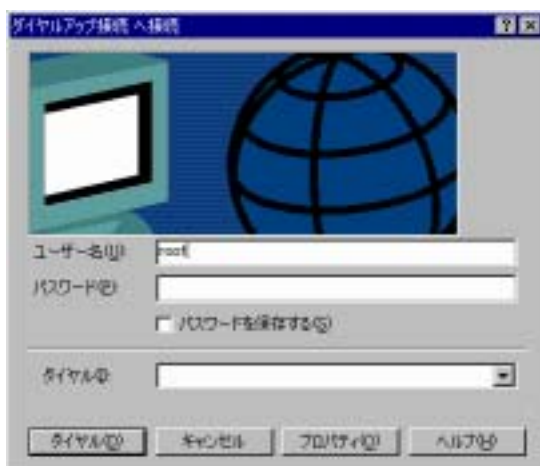 ダイヤルアップ接続 へ接続
ユーザー名(U)
root
パスワード(P)
パスワードを保存する(S)
ダイヤル(I)
ダイヤル(D) キャンセル プロパティ(O) ヘルプ(H)